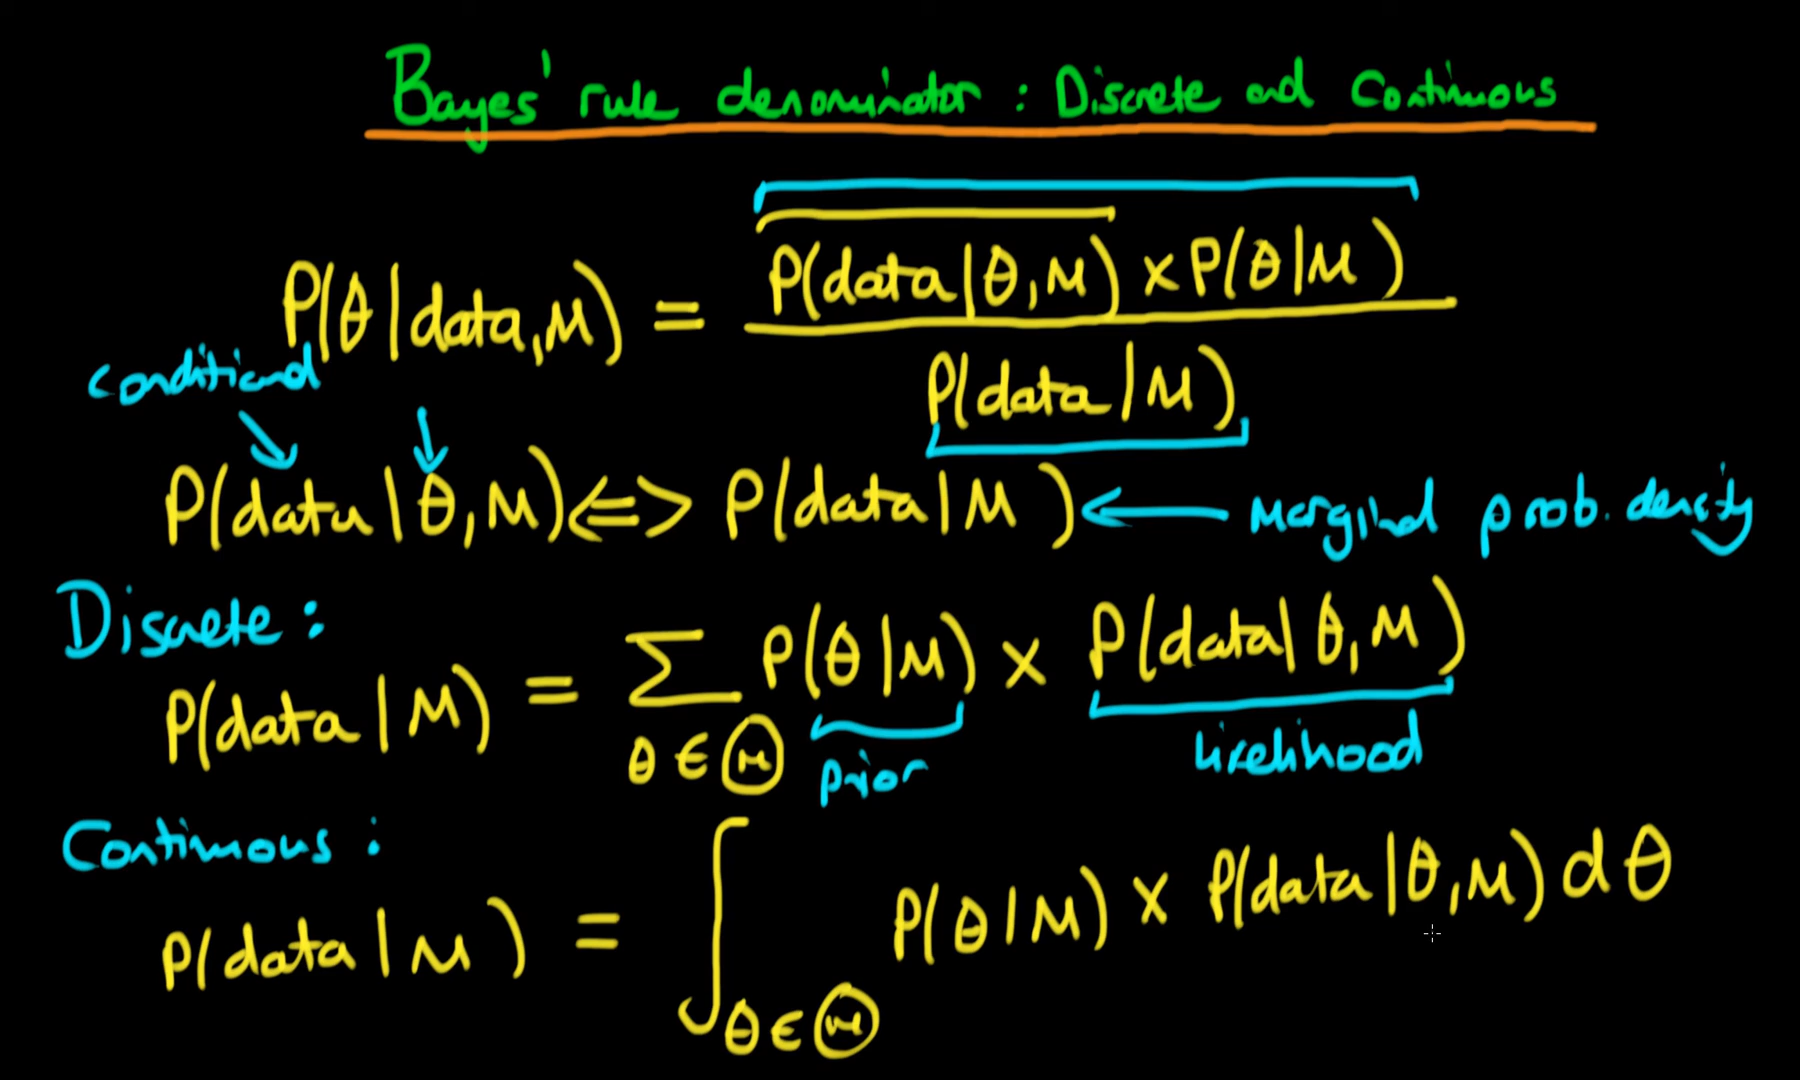 Bayes' rule denominator : Discrete and Continuous
P(θ|data,M) = P(data|θ,M) × P(θ|M)
P(data|M)
conditional
P(data|θ,M) <=> P(data|M) ← marginal prob. density
Discrete :
P(data|M) = Σ P(θ|M) × P(data|θ,M)
θ ∈ Θ
prior
likelihood
Continuous :
P(data|M) = ∫ P(θ|M) × P(data|θ,M) dθ
θ ∈ Θ